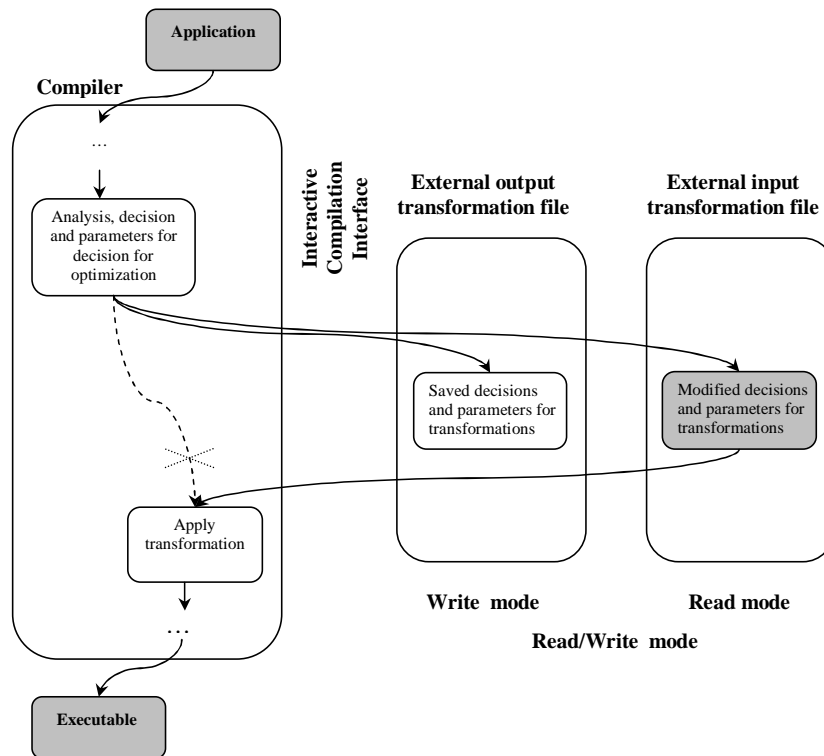 Application
Compiler
...
Analysis, decision
and parameters for
decision for
optimization
Interactive
Compilation
Interface
External output
transformation file
External input
transformation file
Saved decisions
and parameters for
transformations
Modified decisions
and parameters for
transformations
Apply
transformation
...
Write mode
Read mode
Read/Write mode
Executable